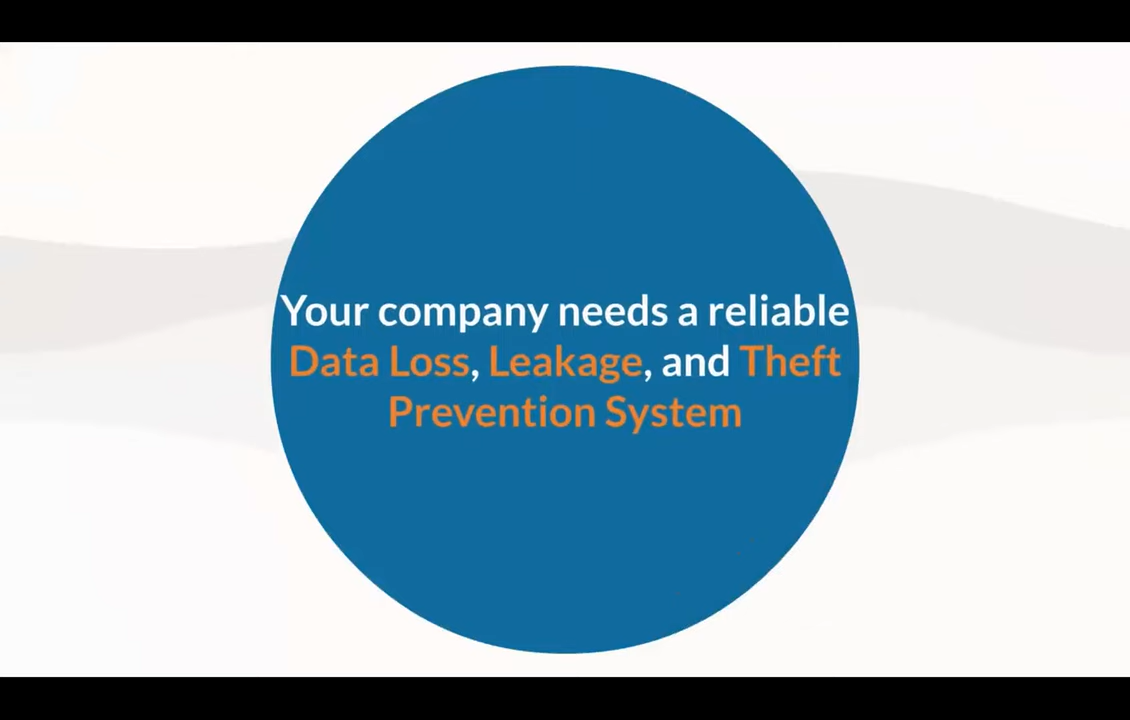 Your company needs a reliable
Data Loss, Leakage, and Theft
Prevention System